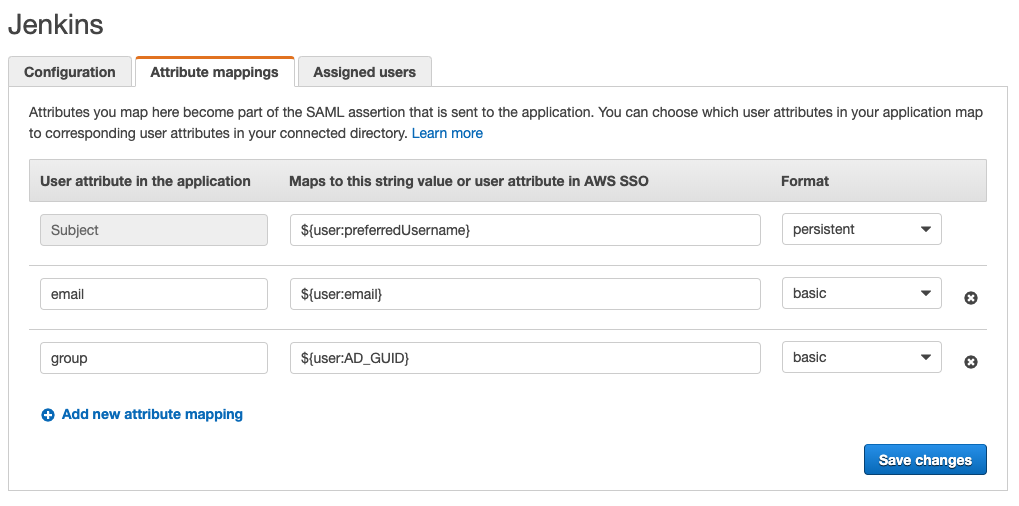 Jenkins
Configuration
Attribute mappings
Assigned users
Attributes you map here become part of the SAML assertion that is sent to the application. You can choose which user attributes in your application map
to corresponding user attributes in your connected directory. Learn more
User attribute in the application
Maps to this string value or user attribute in AWS SSO
Format
Subject
${user:preferredUsername}
persistent
email
${user:email}
basic
group
${user:AD_GUID}
basic
Add new attribute mapping
Save changes